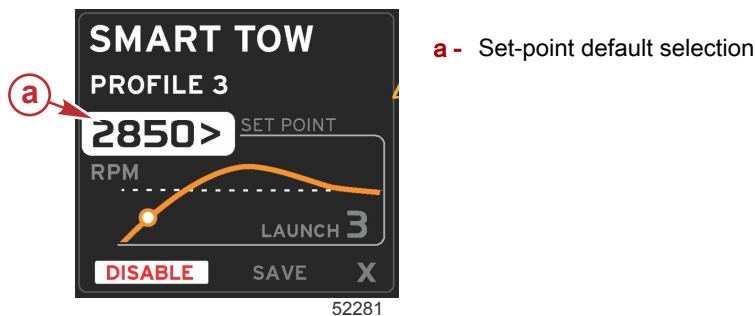 SMART TOW
PROFILE 3
a
2850>
SET POINT
RPM
LAUNCH 3
DISABLE SAVE X
52281
a - Set-point default selection